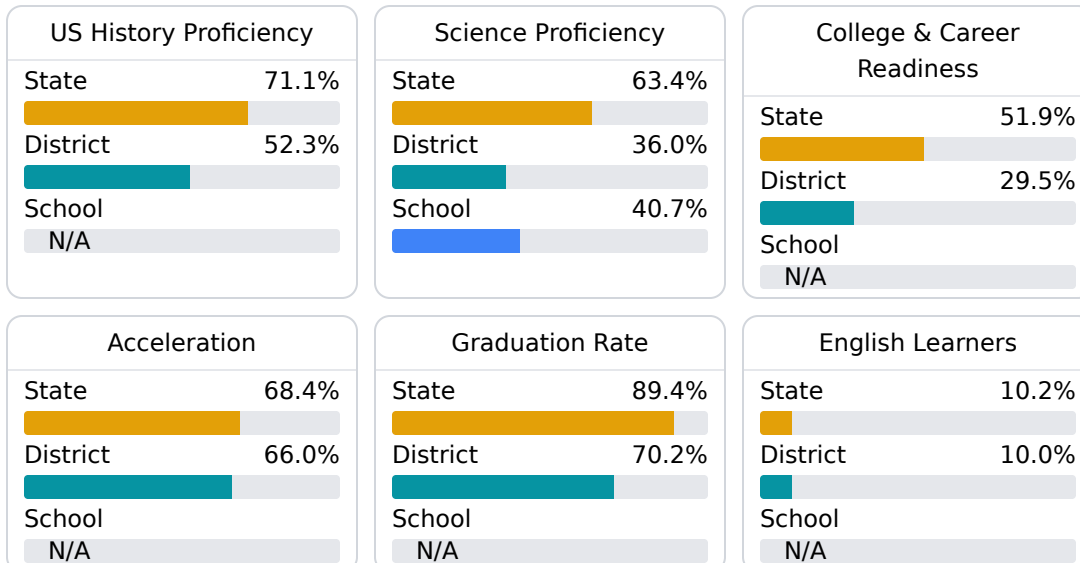 US History Proficiency
State 71.1%
District 52.3%
School
N/A
Science Proficiency
State 63.4%
District 36.0%
School 40.7%
College & Career
Readiness
State 51.9%
District 29.5%
School
N/A
Acceleration
State 68.4%
District 66.0%
School
N/A
Graduation Rate
State 89.4%
District 70.2%
School
N/A
English Learners
State 10.2%
District 10.0%
School
N/A